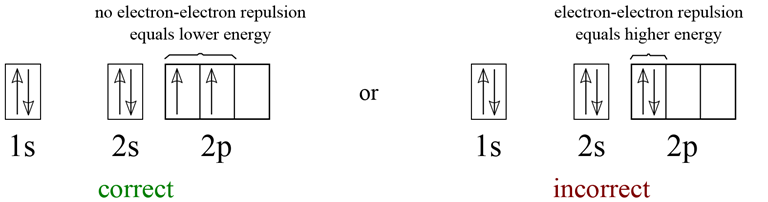 no electron-electron repulsion
equals lower energy
1s 2s 2p
correct
or
electron-electron repulsion
equals higher energy
1s 2s 2p
incorrect